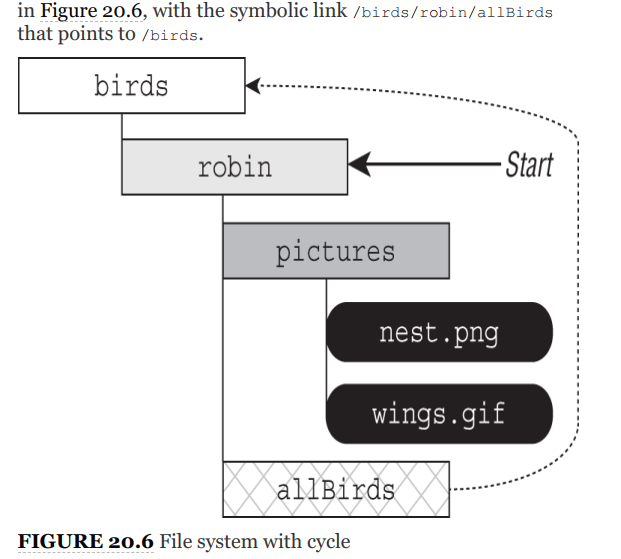 in Figure 20.6, with the symbolic link /birds/robin/allBirds
that points to /birds.
birds
robin
Start
pictures
nest.png
wings.gif
allBirds
FIGURE 20.6 File system with cycle